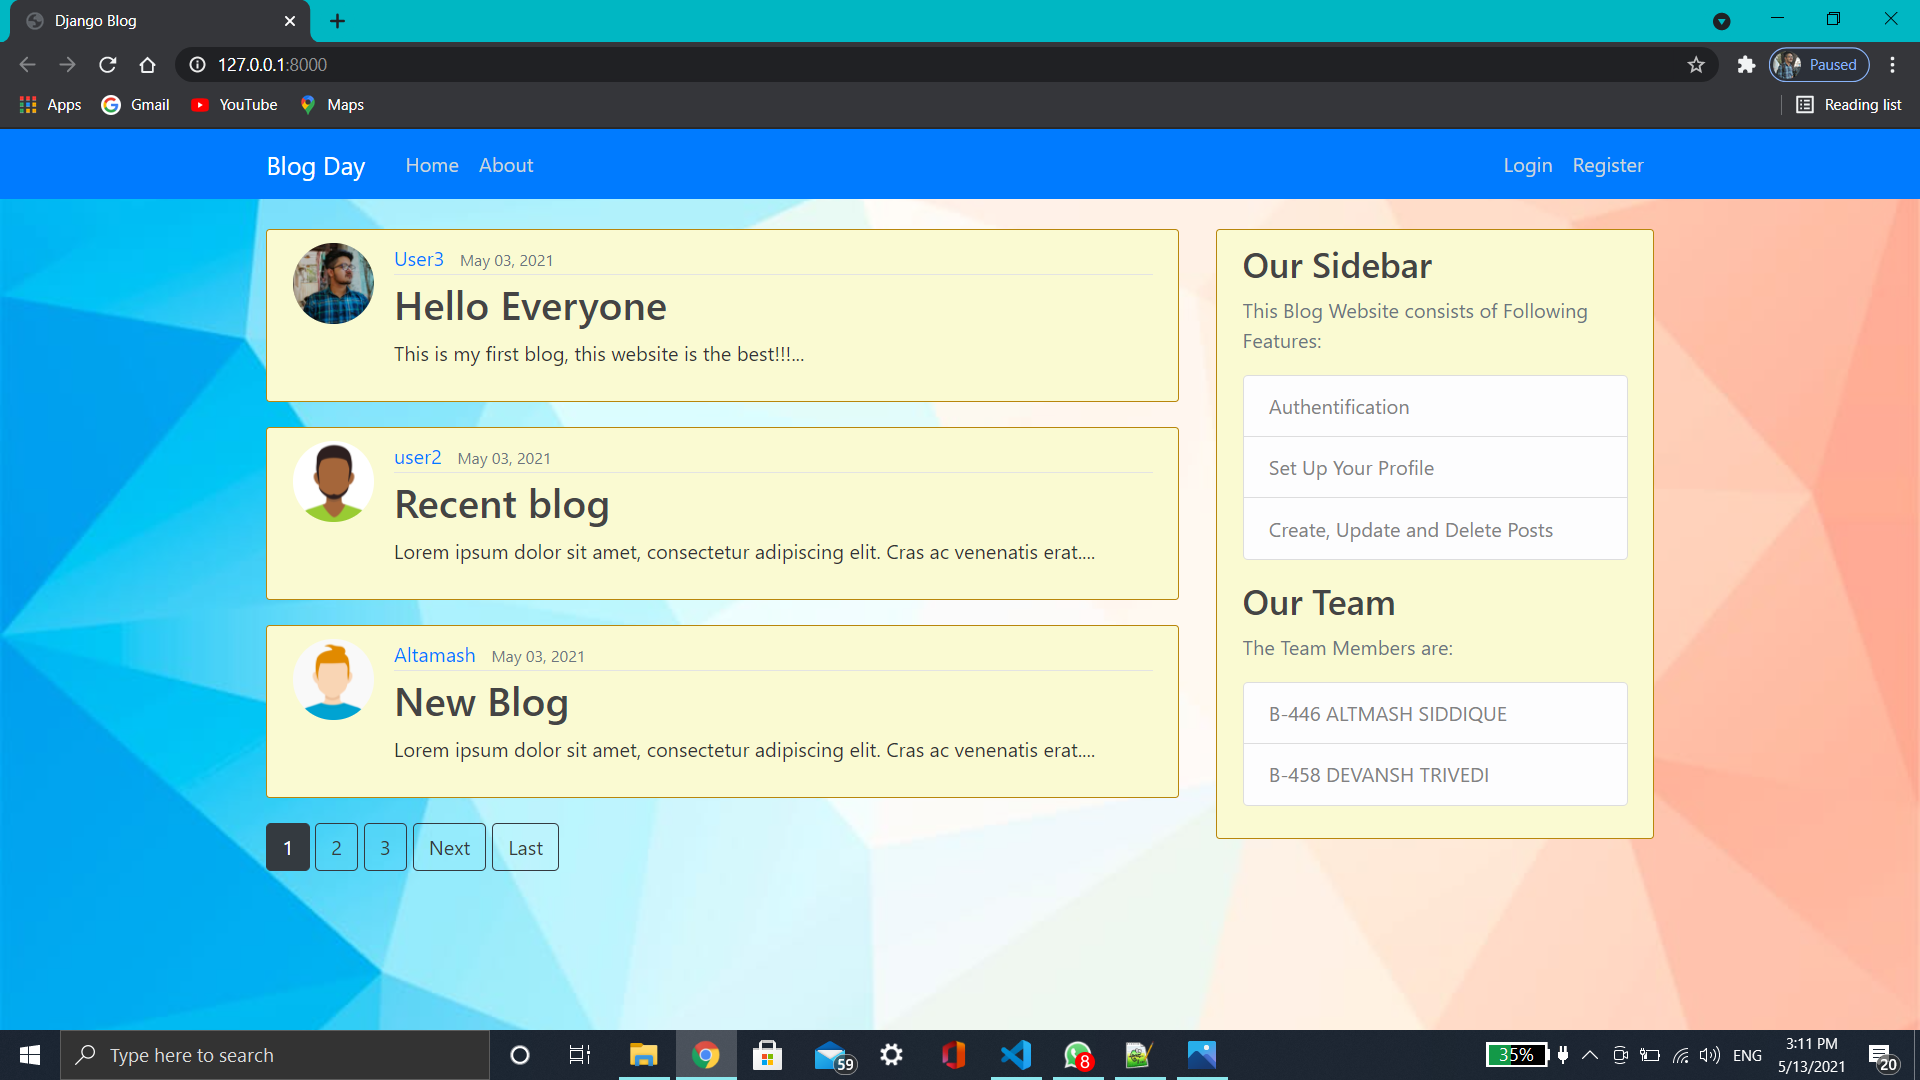 Django Blog
127.0.0.1:8000
Paused
Apps
Gmail
YouTube
Maps
Reading list
Blog Day
Home
About
Login
Register
User3 May 03, 2021
Hello Everyone
This is my first blog, this website is the best!!!...
user2 May 03, 2021
Recent blog
Lorem ipsum dolor sit amet, consectetur adipiscing elit. Cras ac venenatis erat....
Altamash May 03, 2021
New Blog
Lorem ipsum dolor sit amet, consectetur adipiscing elit. Cras ac venenatis erat....
1 2 3 Next Last
Our Sidebar
This Blog Website consists of Following
Features:
Authentification
Set Up Your Profile
Create, Update and Delete Posts
Our Team
The Team Members are:
B-446 ALTMASH SIDDIQUE
B-458 DEVANSH TRIVEDI
Type here to search
59
8
35%
ENG
3:11 PM
5/13/2021
20